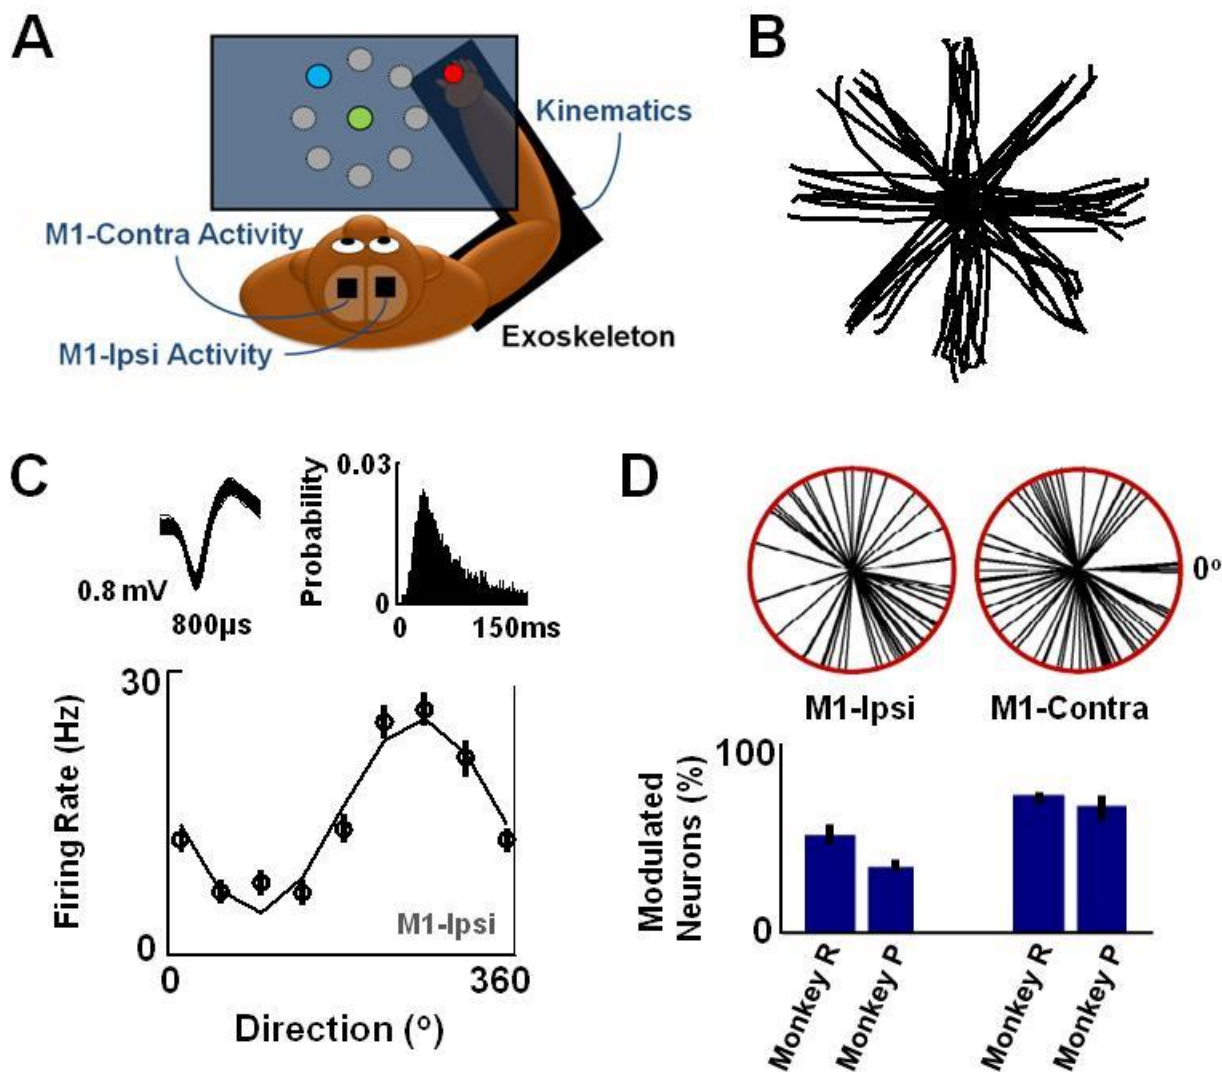 A
B
Kinematics
M1-Contra Activity
M1-Ipsi Activity
Exoskeleton
C
0.8 mV
800μs
Probability
0.03
0
0
150ms
Firing Rate (Hz)
30
0
M1-Ipsi
0
360
Direction (º)
D
0º
M1-Ipsi
M1-Contra
Modulated
Neurons (%)
100
0
Monkey R
Monkey P
Monkey R
Monkey P